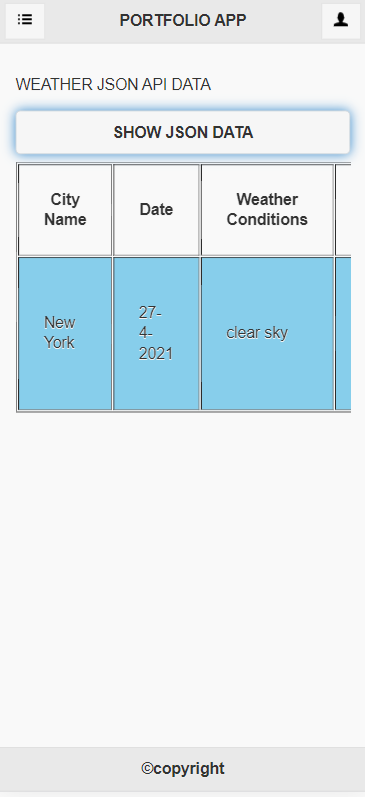 PORTFOLIO APP
WEATHER JSON API DATA
SHOW JSON DATA
City
Name
Date
Weather
Conditions
New
York
27-
4-
2021
clear sky
©copyright